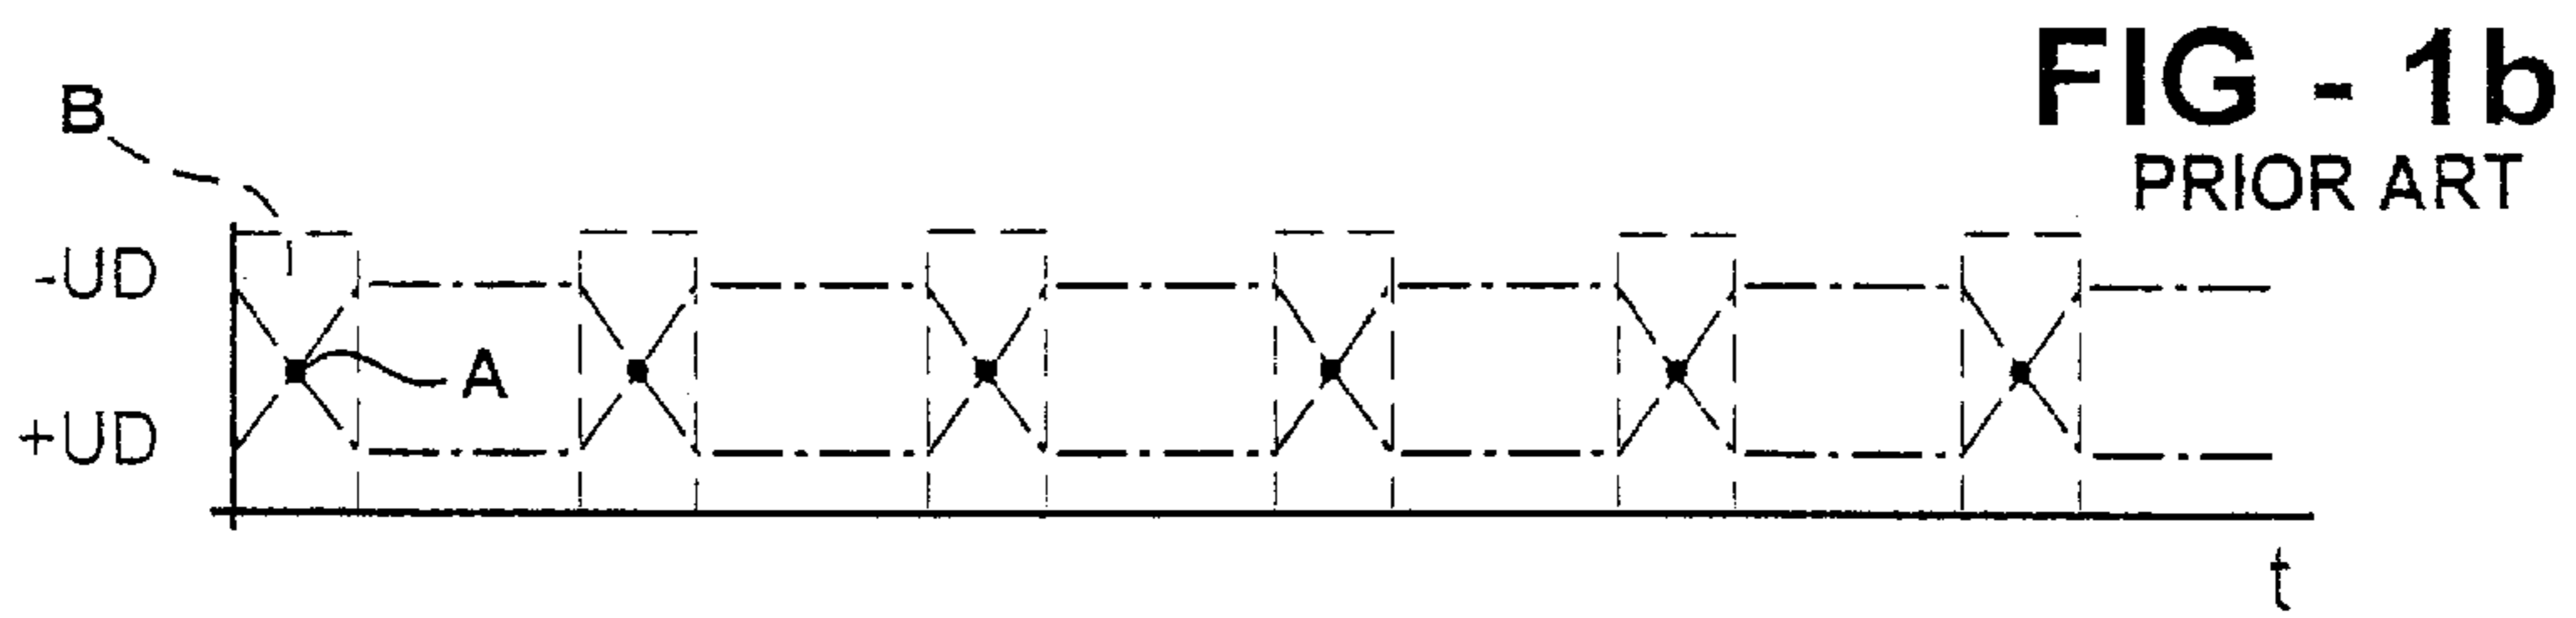 FIG - 1b
PRIOR ART
B
-UD
A
+UD
t